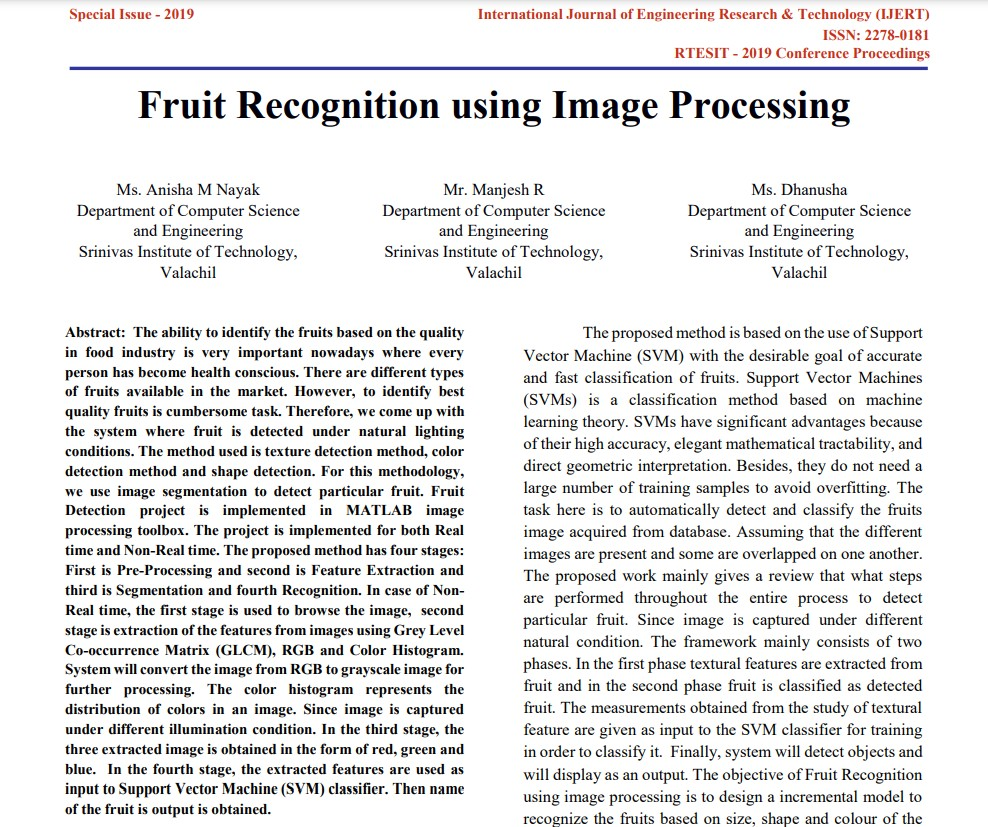 Special Issue - 2019
International Journal of Engineering Research & Technology (IJERT)
ISSN: 2278-0181
RTESIT - 2019 Conference Proceedings
Fruit Recognition using Image Processing
Ms. Anisha M Nayak
Department of Computer Science
and Engineering
Srinivas Institute of Technology,
Valachil
Mr. Manjesh R
Department of Computer Science
and Engineering
Srinivas Institute of Technology,
Valachil
Ms. Dhanusha
Department of Computer Science
and Engineering
Srinivas Institute of Technology,
Valachil
Abstract: The ability to identify the fruits based on the quality
in food industry is very important nowadays where every
person has become health conscious. There are different types
of fruits available in the market. However, to identify best
quality fruits is cumbersome task. Therefore, we come up with
the system where fruit is detected under natural lighting
conditions. The method used is texture detection method, color
detection method and shape detection. For this methodology,
we use image segmentation to detect particular fruit. Fruit
Detection project is implemented in MATLAB image
processing toolbox. The project is implemented for both Real
time and Non-Real time. The proposed method has four stages:
First is Pre-Processing and second is Feature Extraction and
third is Segmentation and fourth Recognition. In case of Non-
Real time, the first stage is used to browse the image, second
stage is extraction of the features from images using Grey Level
Co-occurrence Matrix (GLCM), RGB and Color Histogram.
System will convert the image from RGB to grayscale image for
further processing. The color histogram represents the
distribution of colors in an image. Since image is captured
under different illumination condition. In the third stage, the
three extracted image is obtained in the form of red, green and
blue. In the fourth stage, the extracted features are used as
input to Support Vector Machine (SVM) classifier. Then name
of the fruit is output is obtained.
The proposed method is based on the use of Support
Vector Machine (SVM) with the desirable goal of accurate
and fast classification of fruits. Support Vector Machines
(SVMs) is a classification method based on machine
learning theory. SVMs have significant advantages because
of their high accuracy, elegant mathematical tractability, and
direct geometric interpretation. Besides, they do not need a
large number of training samples to avoid overfitting. The
task here is to automatically detect and classify the fruits
image acquired from database. Assuming that the different
images are present and some are overlapped on one another.
The proposed work mainly gives a review that what steps
are performed throughout the entire process to detect
particular fruit. Since image is captured under different
natural condition. The framework mainly consists of two
phases. In the first phase textural features are extracted from
fruit and in the second phase fruit is classified as detected
fruit. The measurements obtained from the study of textural
feature are given as input to the SVM classifier for training
in order to classify it. Finally, system will detect objects and
will display as an output. The objective of Fruit Recognition
using image processing is to design a incremental model to
recognize the fruits based on size, shape and colour of the